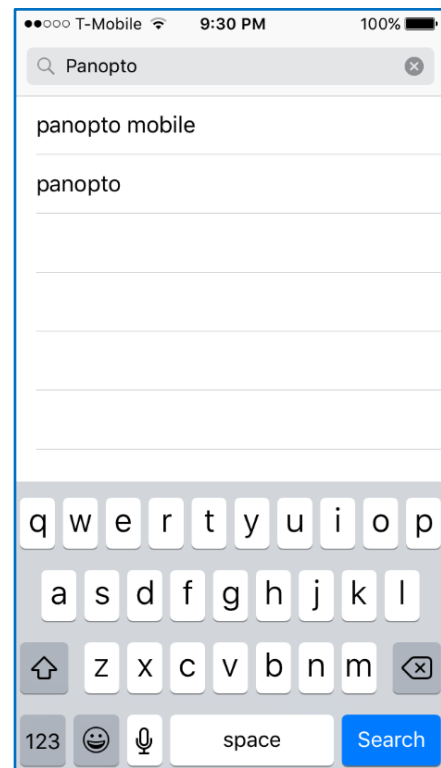 T-Mobile 9:30 PM 100%
Panopto
panopto mobile
panopto
q w e r t y u i o p
a s d f g h j k l
z x c v b n m
123 space Search